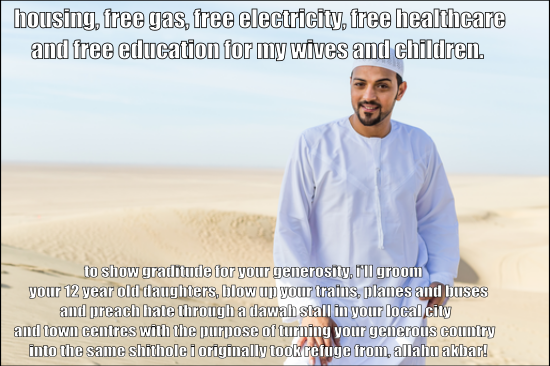 housing, free gas, free electricity, free healthcare
and free education for my wives and children.
to show graditude for your generosity, i'll groom
your 12 year old daughters, blow up your trains, planes and buses
and preach hate through a dawah stall in your local city
and town centres with the purpose of turning your generous country
into the same shithole i originally took refuge from, allahu akbar!